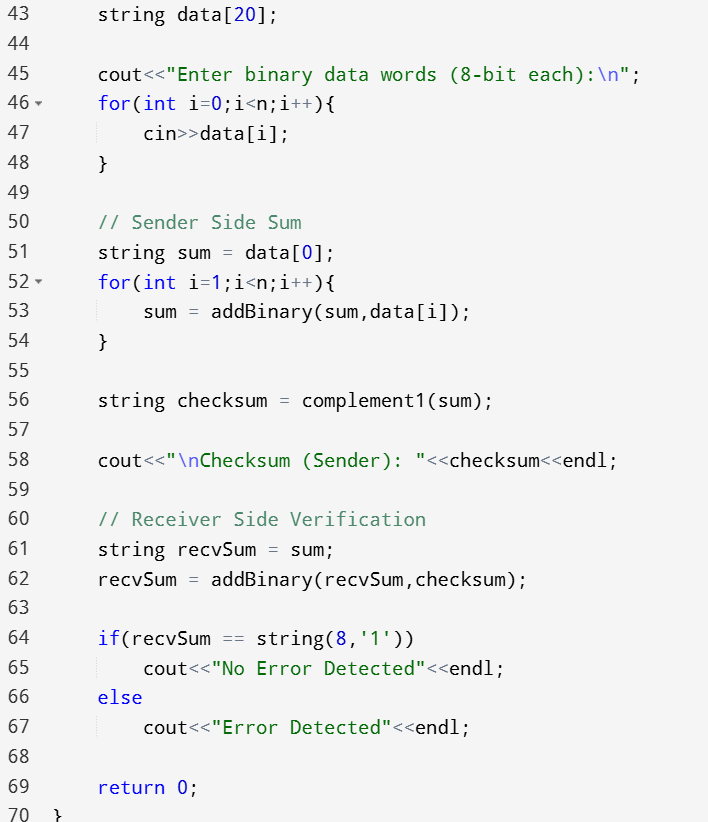 43 string data[20];
44
45 cout<<"Enter binary data words (8-bit each):\n";
46 for(int i=0;i<n;i++){
47 cin>>data[i];
48 }
49
50 // Sender Side Sum
51 string sum = data[0];
52 for(int i=1;i<n;i++){
53 sum = addBinary(sum,data[i]);
54 }
55
56 string checksum = complement1(sum);
57
58 cout<<"\nChecksum (Sender): "<<checksum<<endl;
59
60 // Receiver Side Verification
61 string recvSum = sum;
62 recvSum = addBinary(recvSum,checksum);
63
64 if(recvSum == string(8,'1'))
65 cout<<"No Error Detected"<<endl;
66 else
67 cout<<"Error Detected"<<endl;
68
69 return 0;
70 }